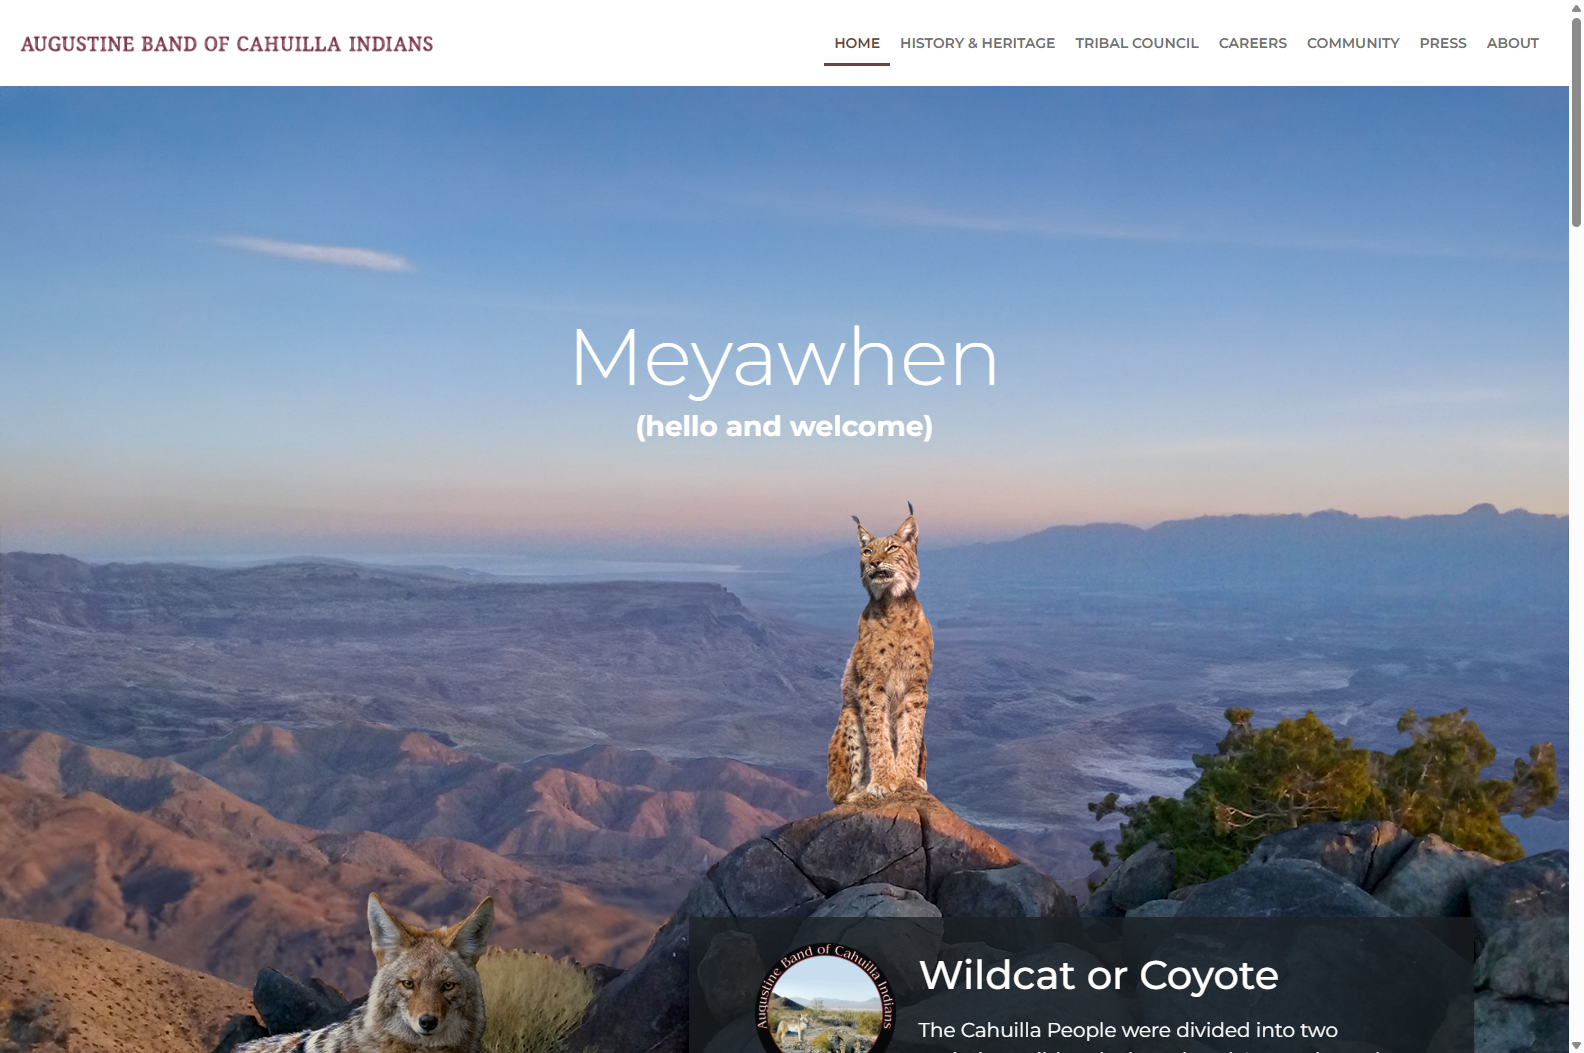 AUGUSTINE BAND OF CAHUILLA INDIANS
HOME HISTORY & HERITAGE TRIBAL COUNCIL CAREERS COMMUNITY PRESS ABOUT
Meyawhen
(hello and welcome)
Augustine Band of Cahuilla Indians
Wildcat or Coyote
The Cahuilla People were divided into two